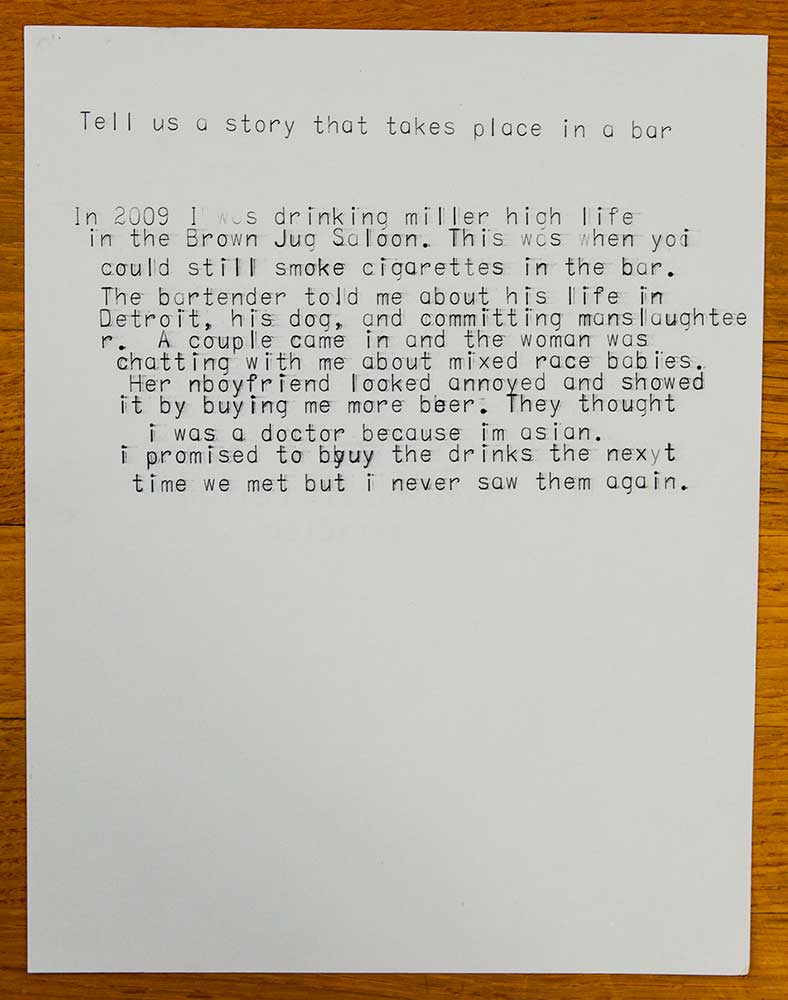 Tell us a story that takes place in a bar
In 2009 I was drinking miller high life
in the Brown Jug Saloon. This was when yoi
could still smoke cigarettes in the bar.
The bartender told me about his life in
Detroit, his dog, and committing manslaughtee
r. A couple came in and the woman was
chatting with me about mixed race babies.
Her nboyfriend looked annoyed and showed
it by buying me more beer. They thought
i was a doctor because im asian.
i promised to byuy the drinks the nexyt
time we met but i never saw them again.